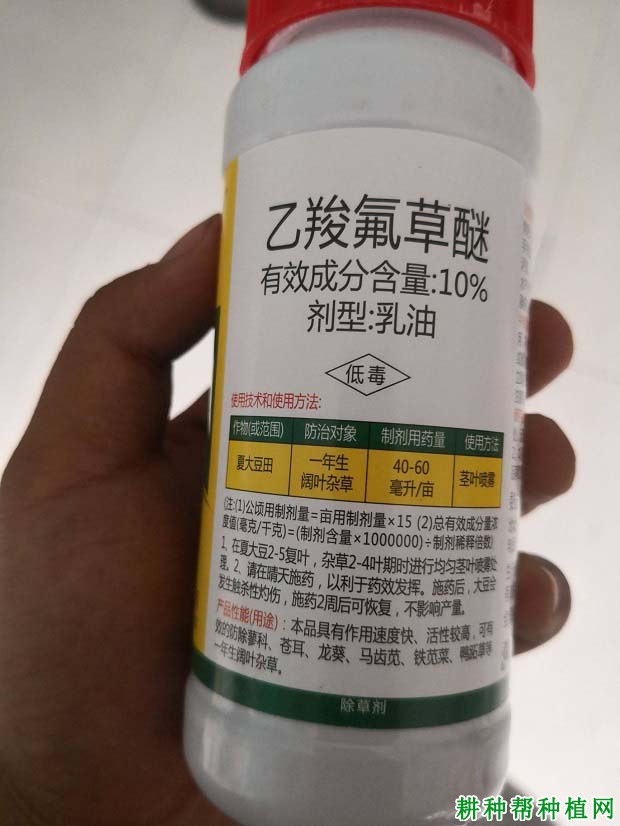 乙羧氟草醚
有效成分含量:10%
剂型:乳油
低毒
使用技术和使用方法:
作物(或范围) 防治对象 制剂用药量 使用方法
夏大豆田 一年生阔叶杂草 40-60毫升/亩 茎叶喷雾
(注:(1)公顷用制剂量=亩用制剂量×15 (2)总有效成分量浓
度值(毫克/千克)=(制剂含量×1000000)÷制剂稀释倍数)
1、在夏大豆2-5复叶，杂草2-4叶期时进行均匀茎叶喷雾处
理。2、请在晴天施药，以利于药效发挥。施药后，大豆会
发生触杀性灼伤，施药2周后可恢复，不影响产量。
产品性能(用途)：本品具有作用速度快、活性较高，可有
效的防除蓼科、苍耳、龙葵、马齿苋、铁苋菜、鸭跖草等
一年生阔叶杂草。
除草剂
耕种帮种植网